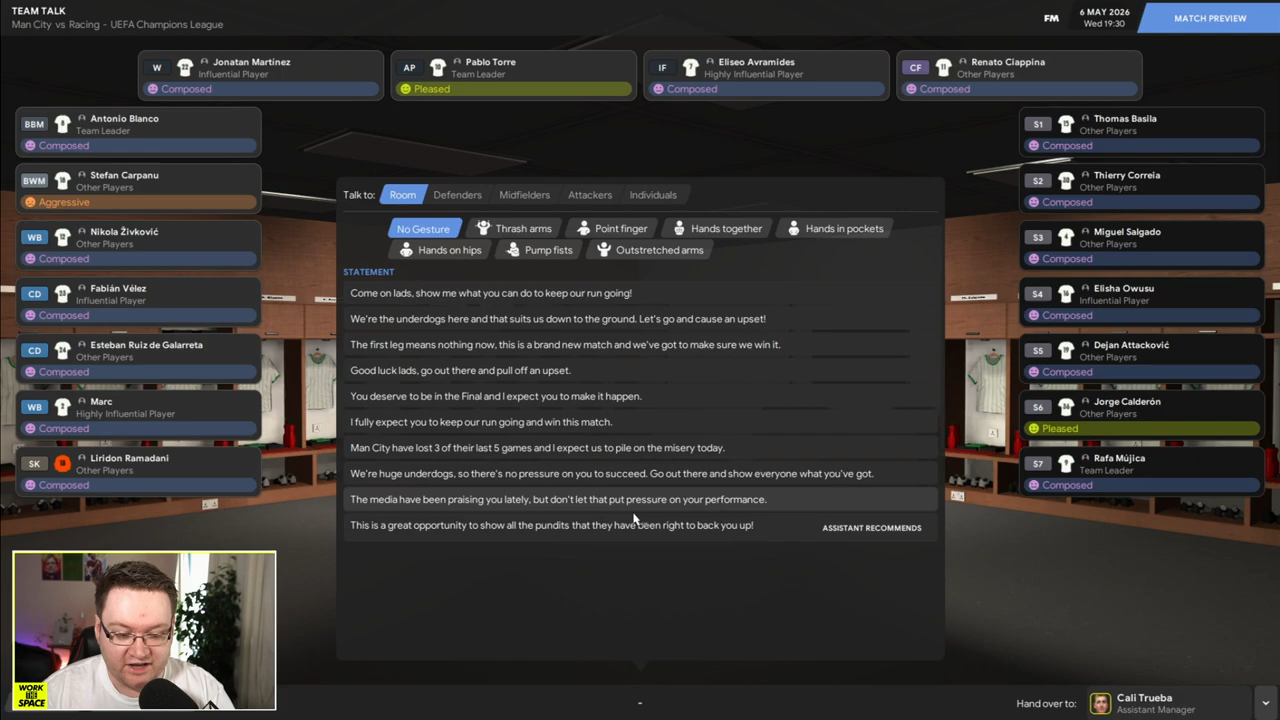 TEAM TALK
Man City vs Racing - UEFA Champions League
FM
6 MAY 2026
Wed 19:30
MATCH PREVIEW
W 22 Jonatan Martínez
Influential Player
Composed
AP 10 Pablo Torre
Team Leader
Pleased
IF 7 Eliseo Avramides
Highly Influential Player
Composed
CF 11 Renato Ciappina
Other Players
Composed
BBM 8 Antonio Blanco
Team Leader
Composed
BWM Stefan Carpanu
Other Players
Aggressive
WB Nikola Živković
Other Players
Composed
CD Fabián Vélez
Influential Player
Composed
CD Esteban Ruiz de Galarreta
Other Players
Composed
WB Marc
Highly Influential Player
Composed
SK Liridon Ramadani
Other Players
Composed
Talk to: Room Defenders Midfielders Attackers Individuals
No Gesture Thrash arms Point finger Hands together Hands in pockets
Hands on hips Pump fists Outstretched arms
STATEMENT
Come on lads, show me what you can do to keep our run going!
We're the underdogs here and that suits us down to the ground. Let's go and cause an upset!
The first leg means nothing now, this is a brand new match and we've got to make sure we win it.
Good luck lads, go out there and pull off an upset.
You deserve to be in the Final and I expect you to make it happen.
I fully expect you to keep our run going and win this match.
Man City have lost 3 of their last 5 games and I expect us to pile on the misery today.
We're huge underdogs, so there's no pressure on you to succeed. Go out there and show everyone what you've got.
The media have been praising you lately, but don't let that put pressure on your performance.
This is a great opportunity to show all the pundits that they have been right to back you up! ASSISTANT RECOMMENDS
S1 Thomas Basila
Other Players
Composed
S2 Thierry Correia
Other Players
Composed
S3 Miguel Salgado
Other Players
Composed
S4 Elisha Owusu
Influential Player
Composed
S5 Dejan Attacković
Other Players
Composed
S6 Jorge Calderón
Other Players
Pleased
S7 Rafa Mújica
Team Leader
Composed
WORK
THE
SPACE
-
Hand over to: Cali Trueba
Assistant Manager